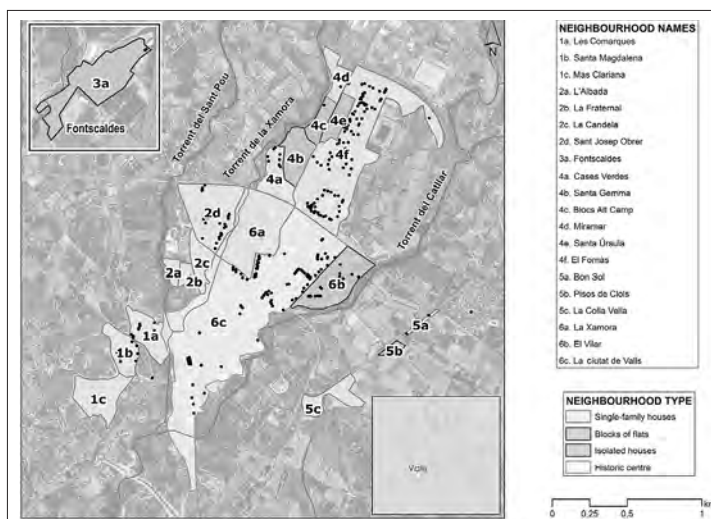 3a
Fontscaldes
Torrent del Sant Pou
Torrent de la Xamora
Torrent del Catllar
N
4d
4e
4c
4b
4f
4a
2d
6a
2c
2a
2b
6b
6c
5a
5b
1a
1b
1c
5c
Valls
NEIGHBOURHOOD NAMES
1a. Les Comarques
1b. Santa Magdalena
1c. Mas Clariana
2a. L'Albada
2b. La Fraternal
2c. La Candela
2d. Sant Josep Obrer
3a. Fontscaldes
4a. Cases Verdes
4b. Santa Gemma
4c. Blocs Alt Camp
4d. Miramar
4e. Santa Úrsula
4f. El Fornàs
5a. Bon Sol
5b. Pisos de Clols
5c. La Colla Vella
6a. La Xamora
6b. El Vilar
6c. La ciutat de Valls
NEIGHBOURHOOD TYPE
Single-family houses
Blocks of flats
Isolated houses
Historic centre
0 0,25 0,5 1